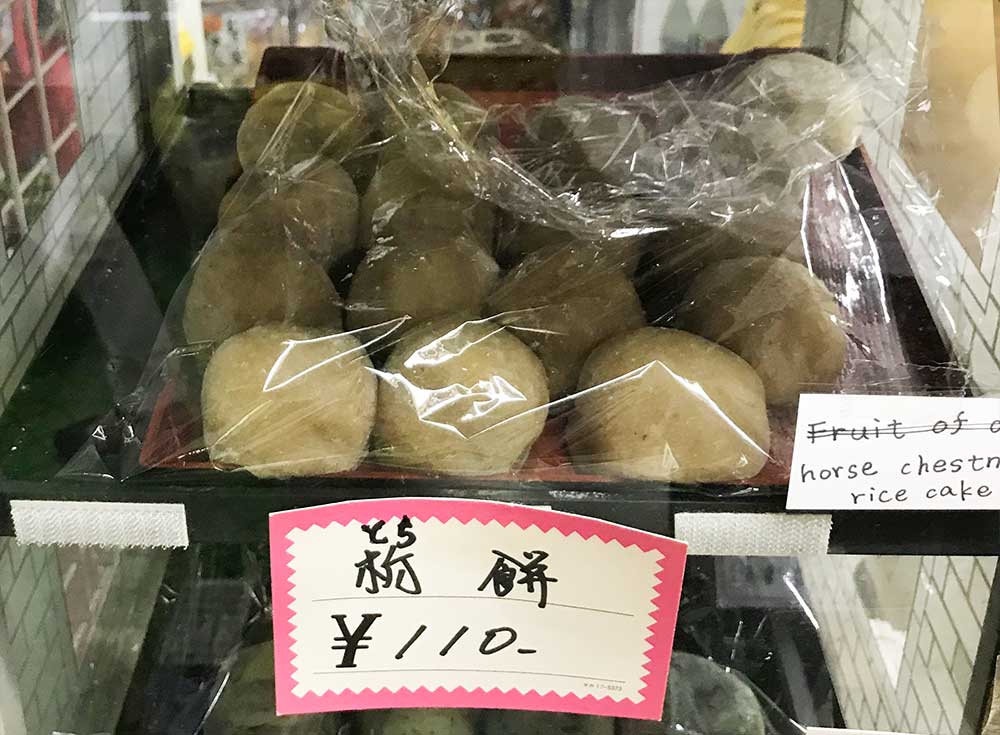 Fruit of
horse chestn
rice cake
とち
栃 餅
¥110-